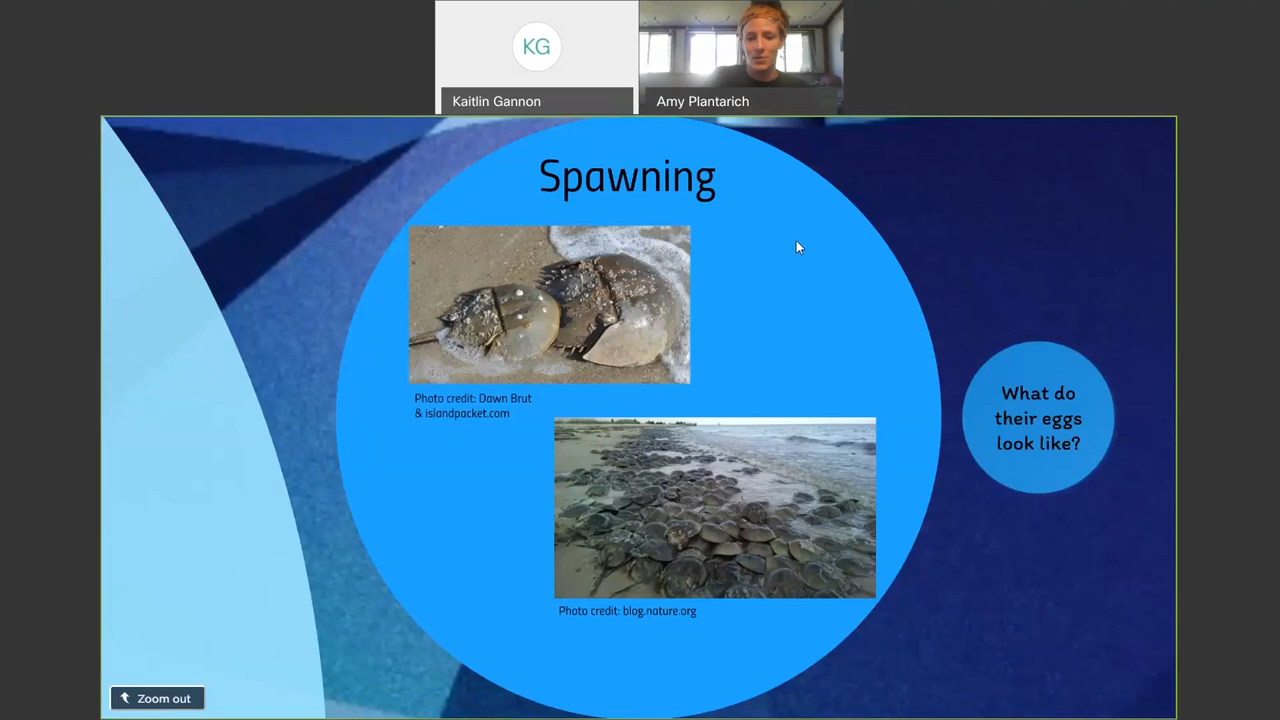 KG
Kaitlin Gannon
Amy Plantarich
Spawning
Photo credit: Dawn Brut
& islandpacket.com
What do
their eggs
look like?
Photo credit: blog.nature.org
Zoom out